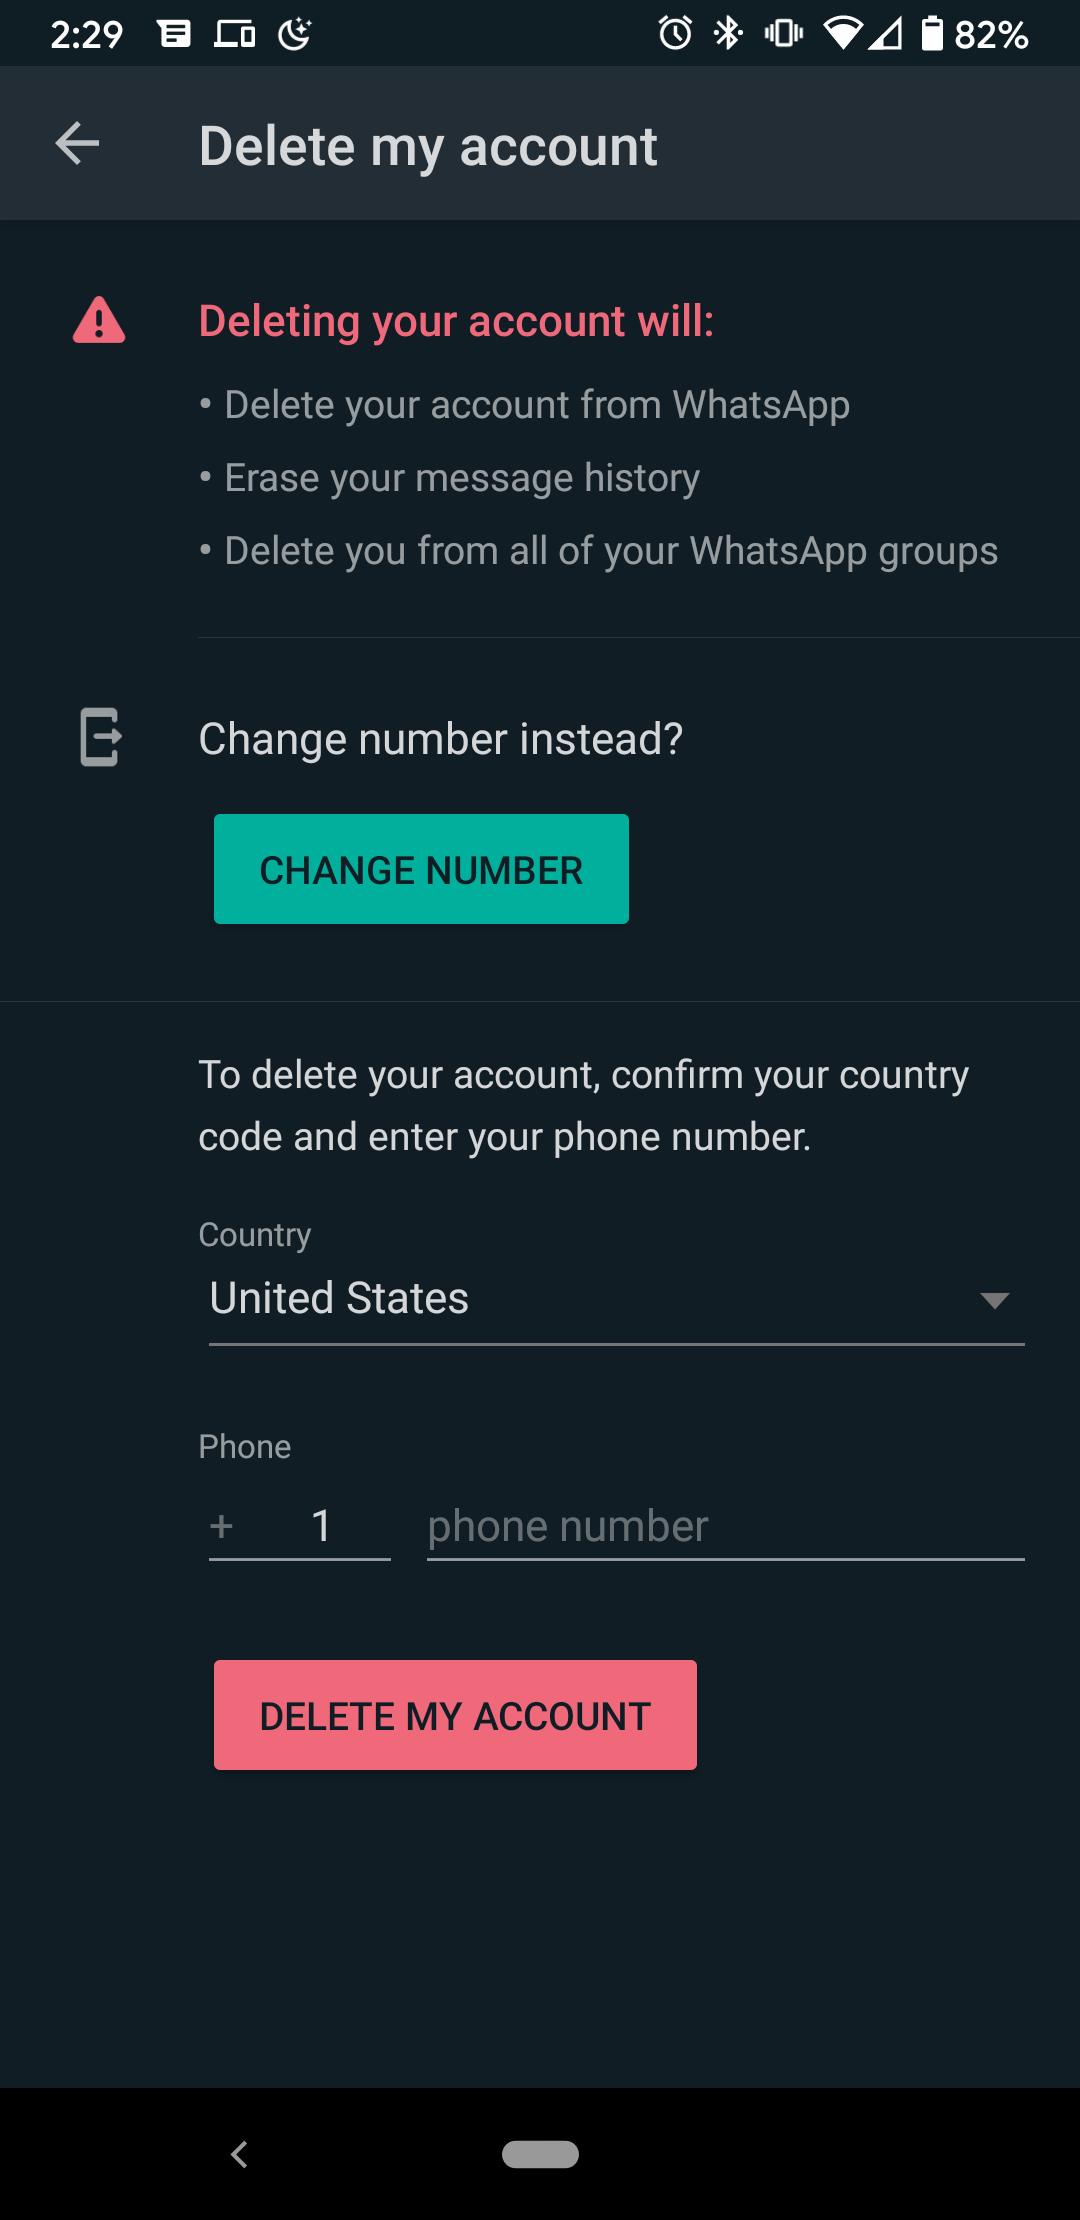 2:29 82%
Delete my account
Deleting your account will:
• Delete your account from WhatsApp
• Erase your message history
• Delete you from all of your WhatsApp groups
Change number instead?
CHANGE NUMBER
To delete your account, confirm your country
code and enter your phone number.
Country
United States
Phone
+ 1 phone number
DELETE MY ACCOUNT